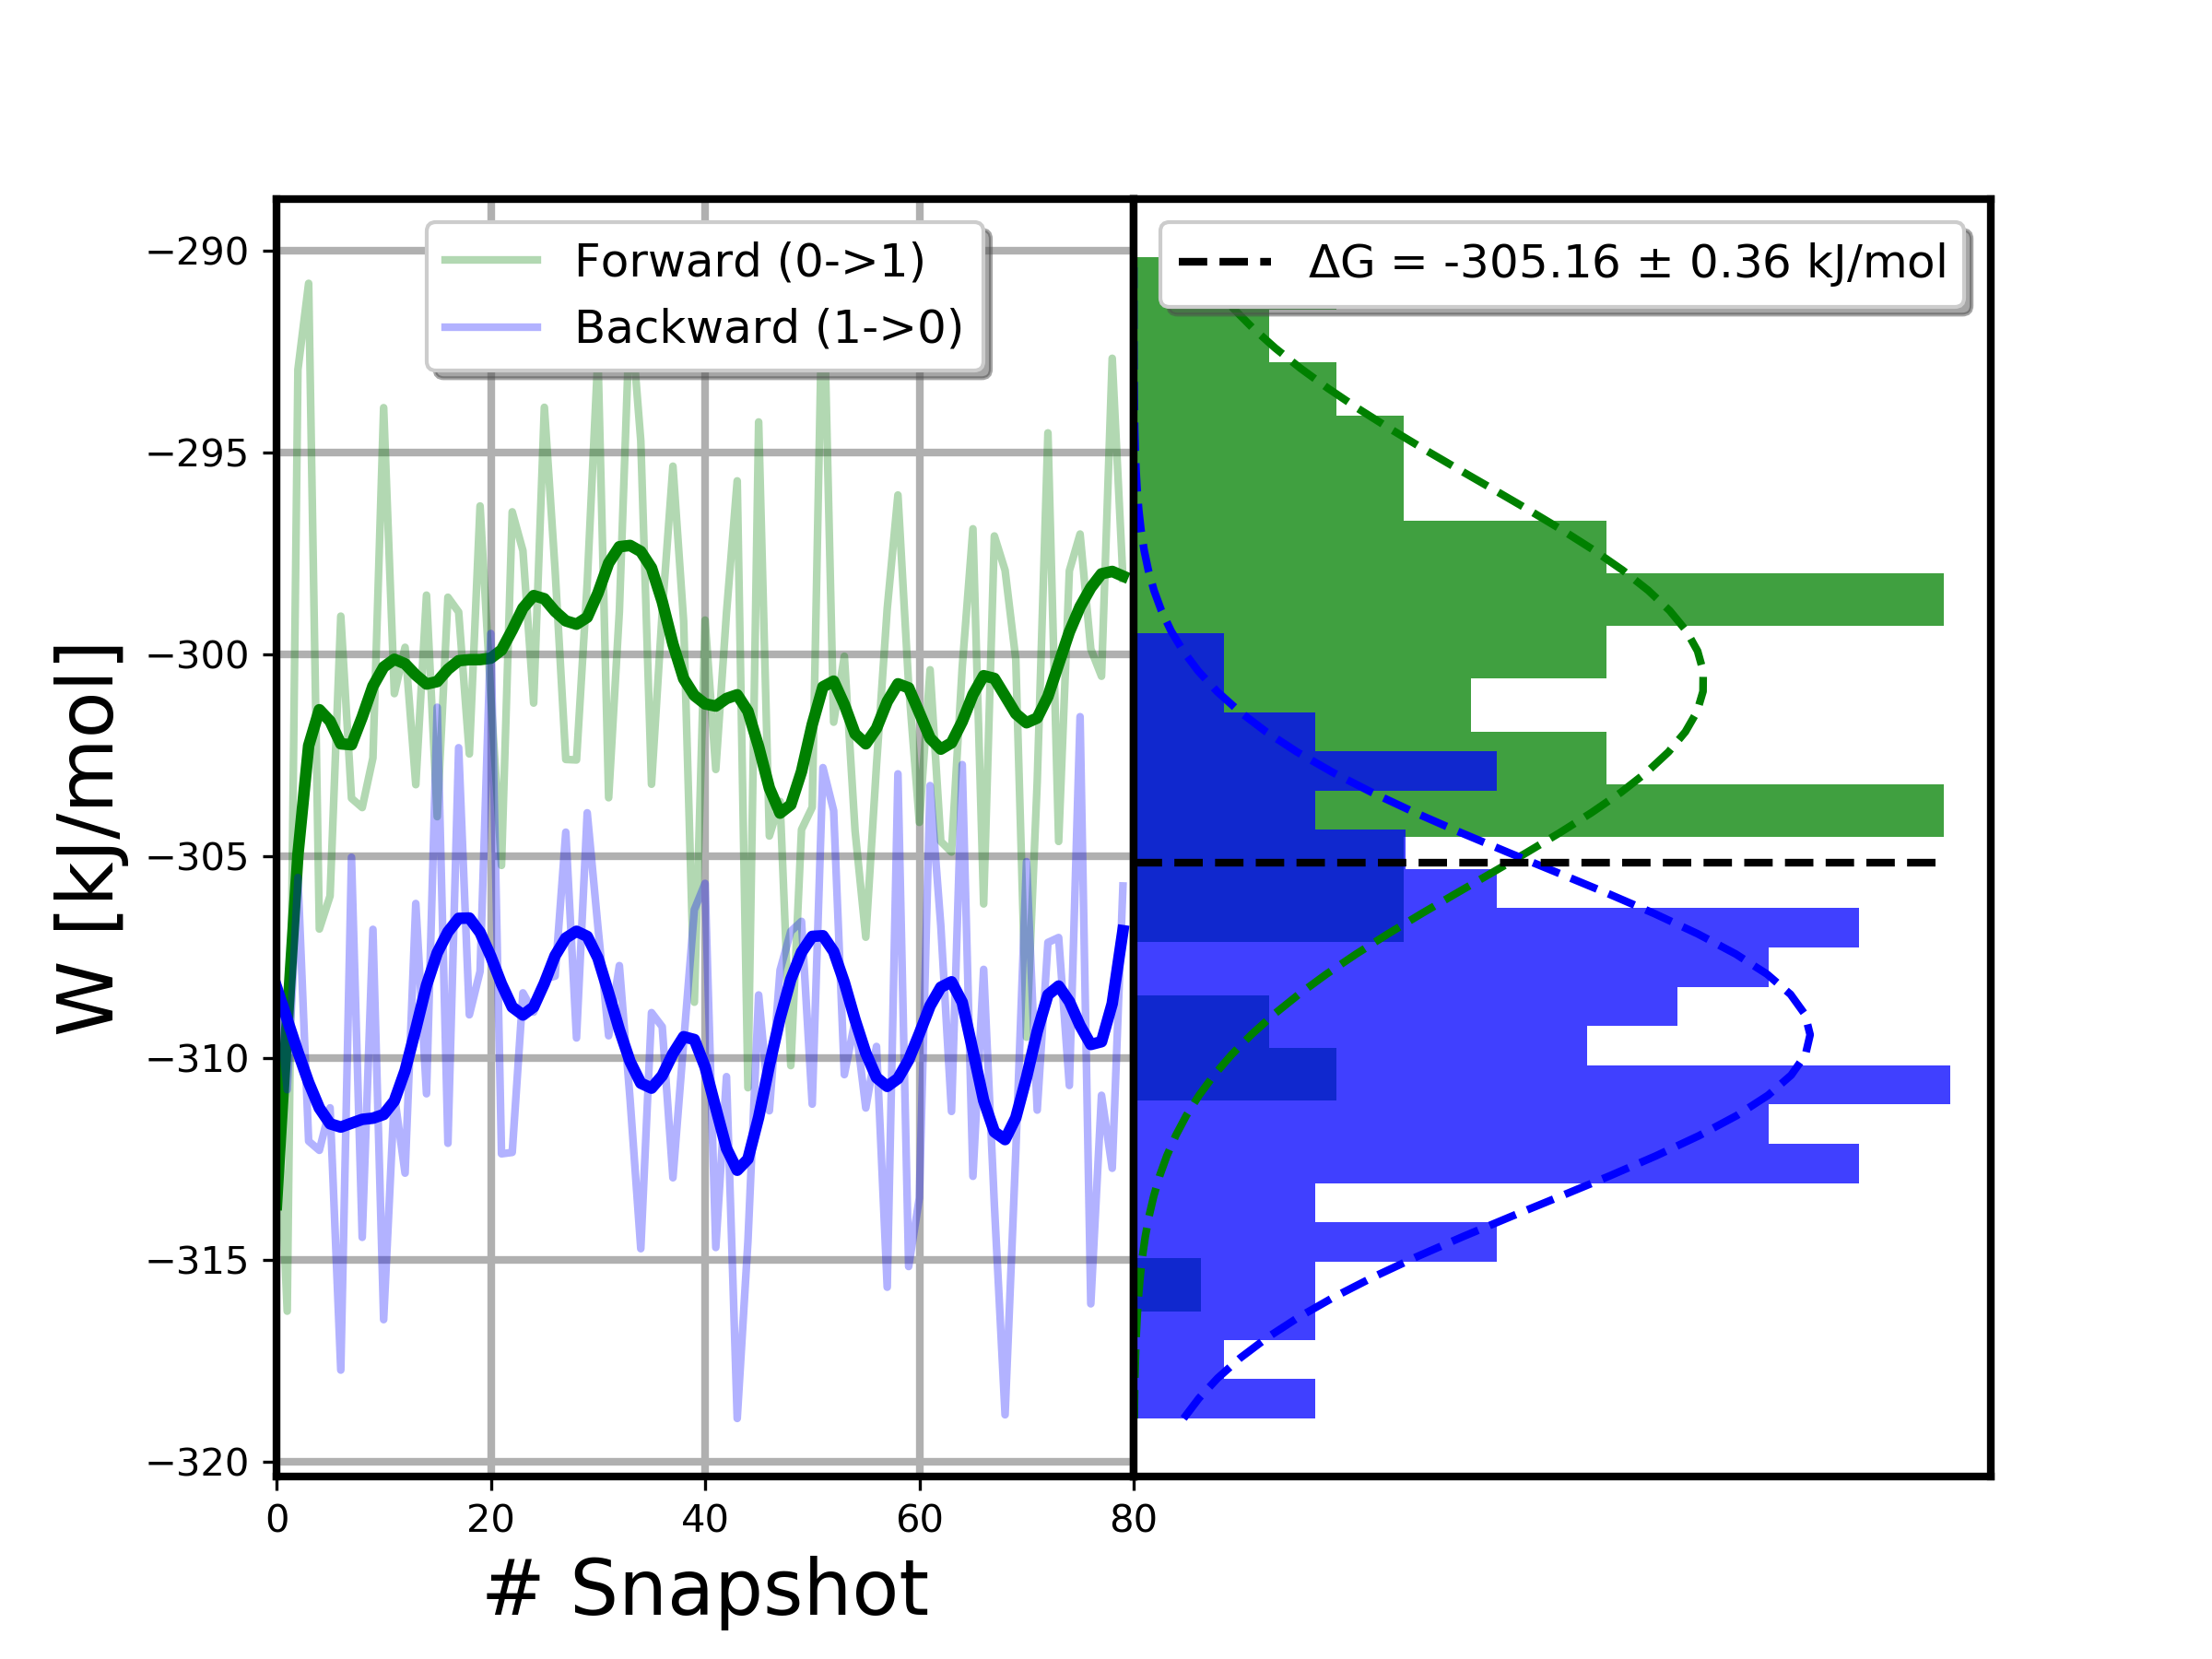 Forward (0->1)
Backward (1->0)
ΔG = -305.16 ± 0.36 kJ/mol
W [kJ/mol]
−290
−295
−300
−305
−310
−315
−320
0 20 40 60 80
# Snapshot